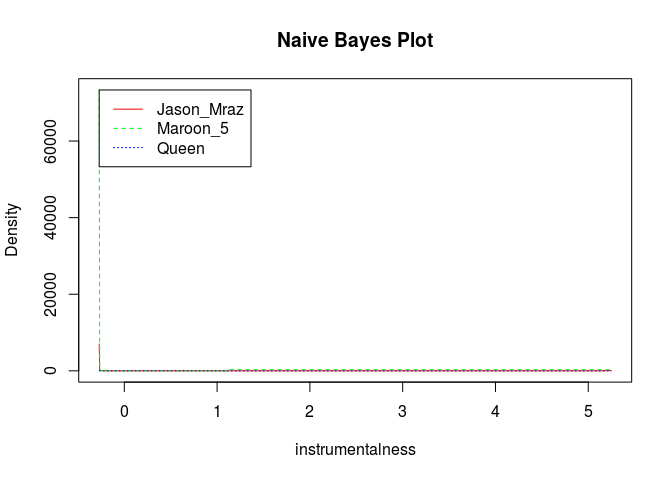 Naive Bayes Plot
Jason_Mraz
Maroon_5
Queen
Density
60000
40000
20000
0
0 1 2 3 4 5
instrumentalness